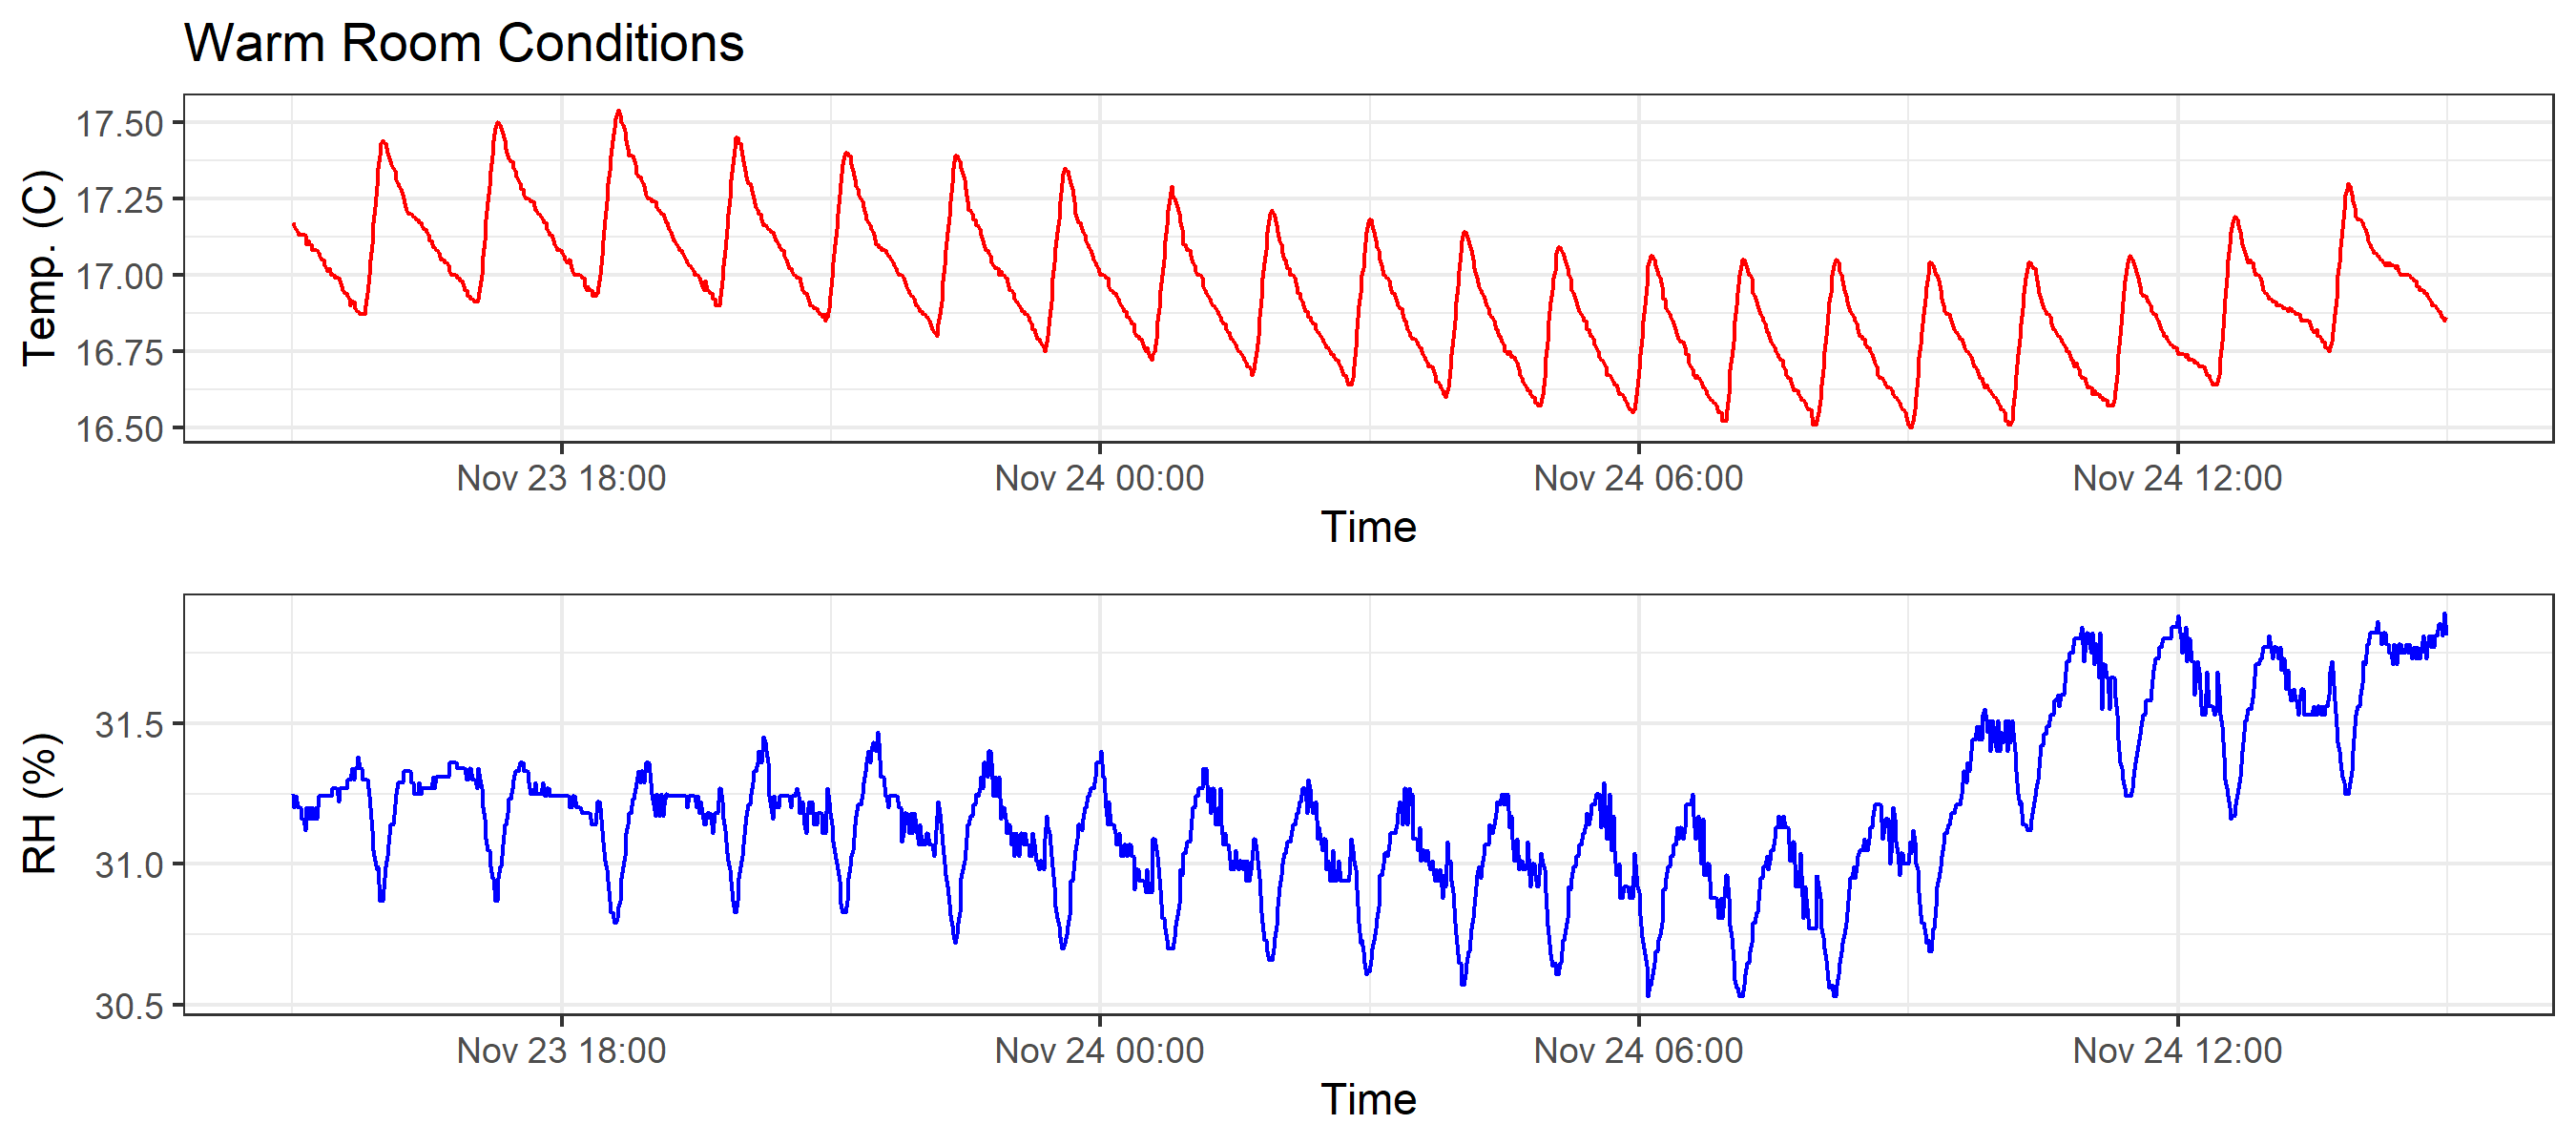 Warm Room Conditions
Temp. (C)
17.50
17.25
17.00
16.75
16.50
Nov 23 18:00 Nov 24 00:00 Nov 24 06:00 Nov 24 12:00
Time
RH (%)
31.5
31.0
30.5
Nov 23 18:00 Nov 24 00:00 Nov 24 06:00 Nov 24 12:00
Time